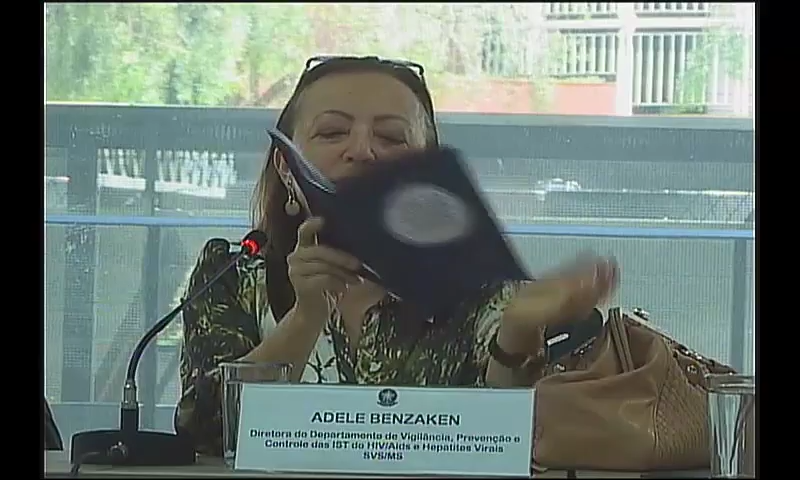 ADELE BENZAKEN
Diretora do Departamento de Vigilância, Prevenção e
Controle das IST do HIV/Aids e Hepatites Virais
SVS/MS